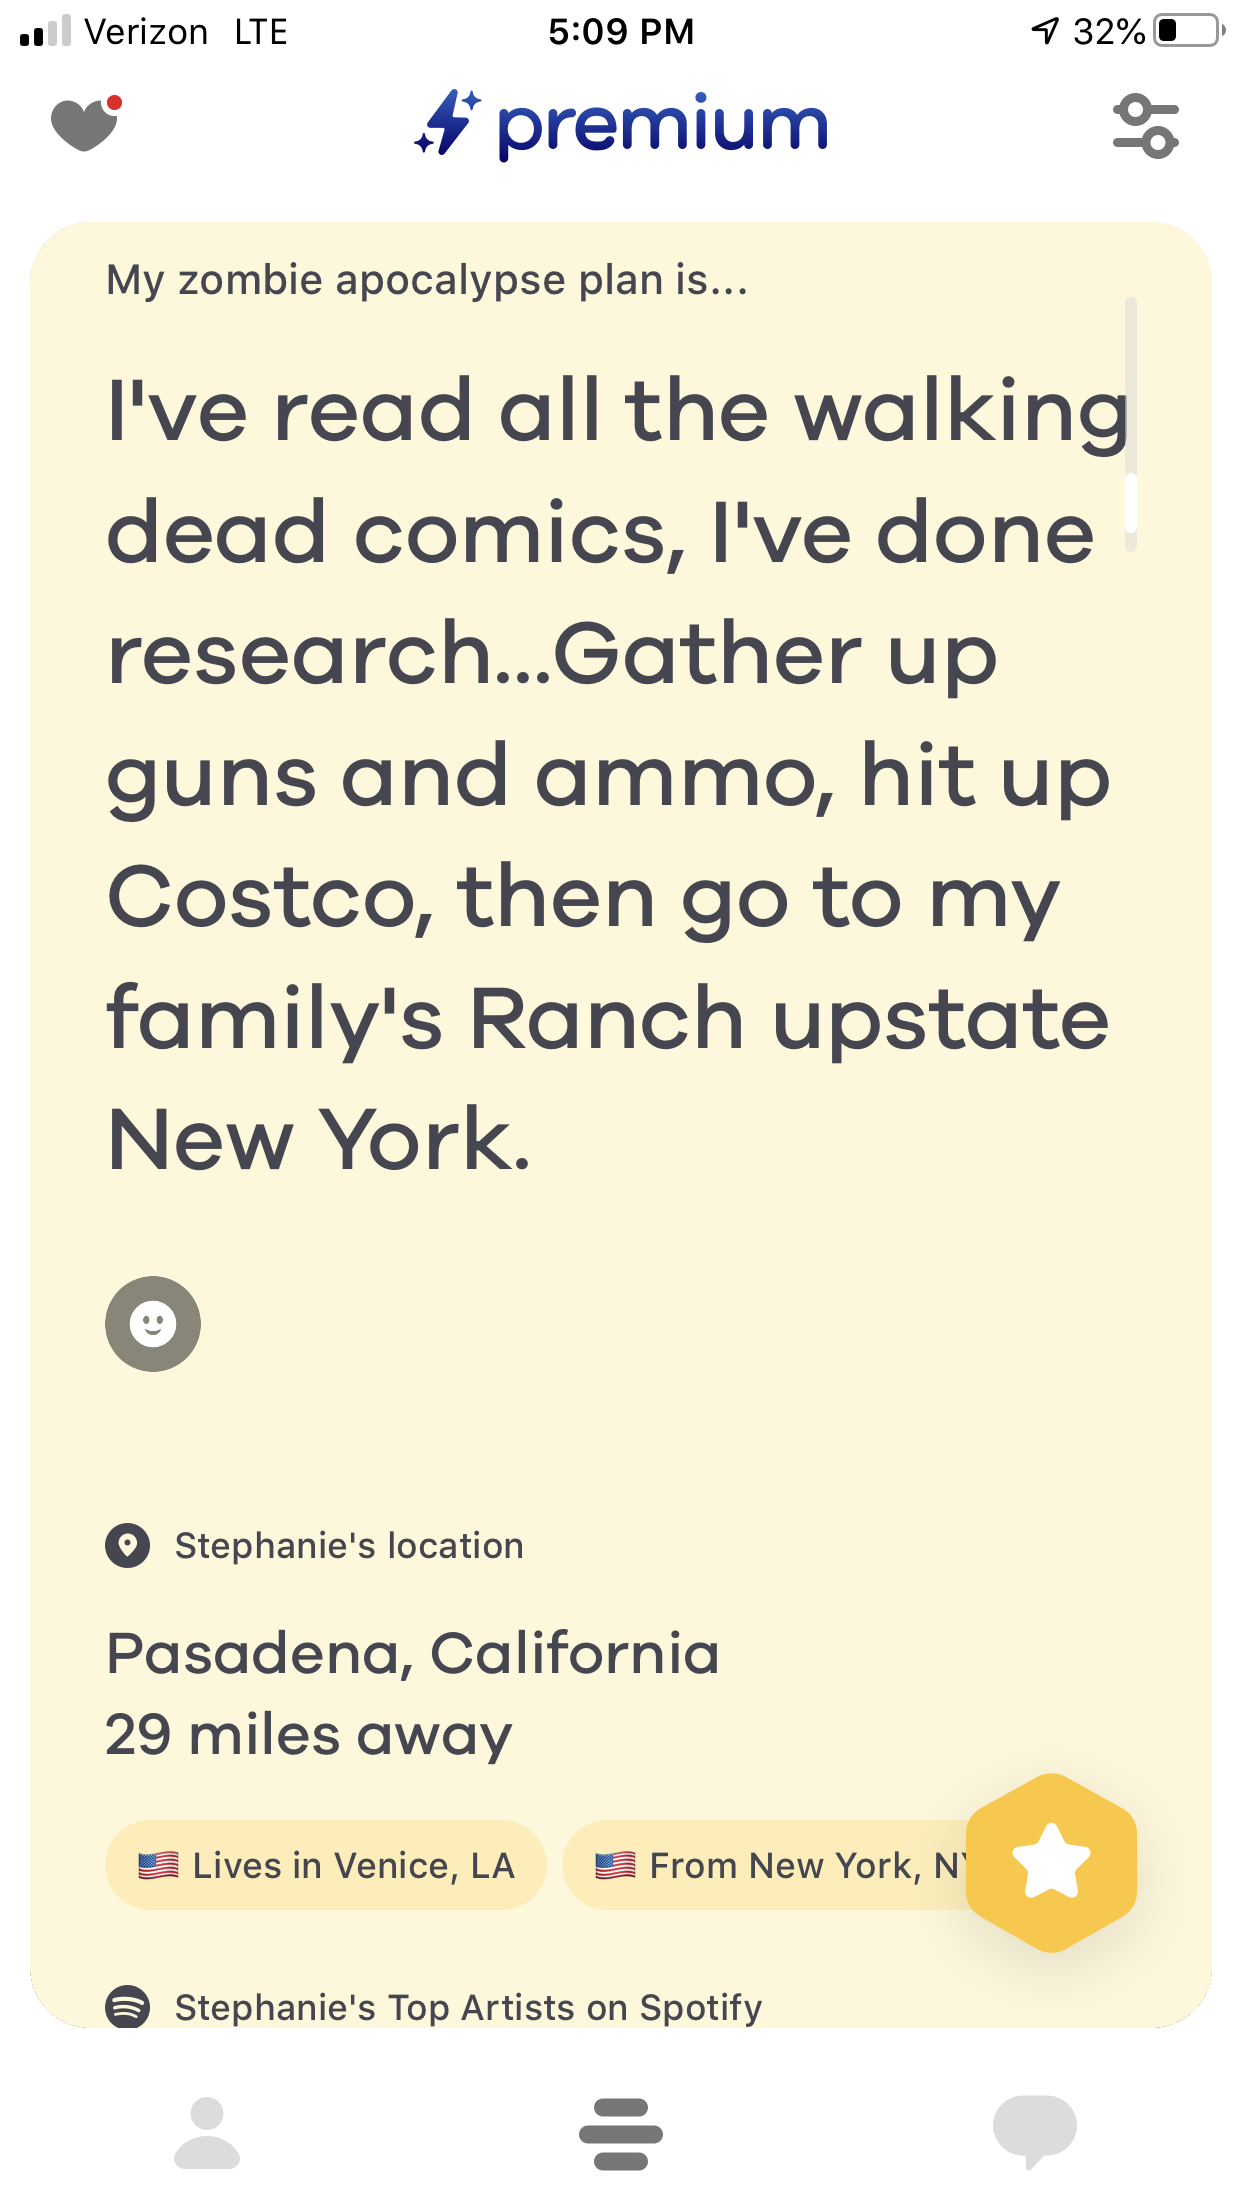 Verizon LTE 5:09 PM 32%
premium
My zombie apocalypse plan is...
I've read all the walking
dead comics, I've done
research...Gather up
guns and ammo, hit up
Costco, then go to my
family's Ranch upstate
New York.
Stephanie's location
Pasadena, California
29 miles away
🇺🇸 Lives in Venice, LA 🇺🇸 From New York, NY
Stephanie's Top Artists on Spotify